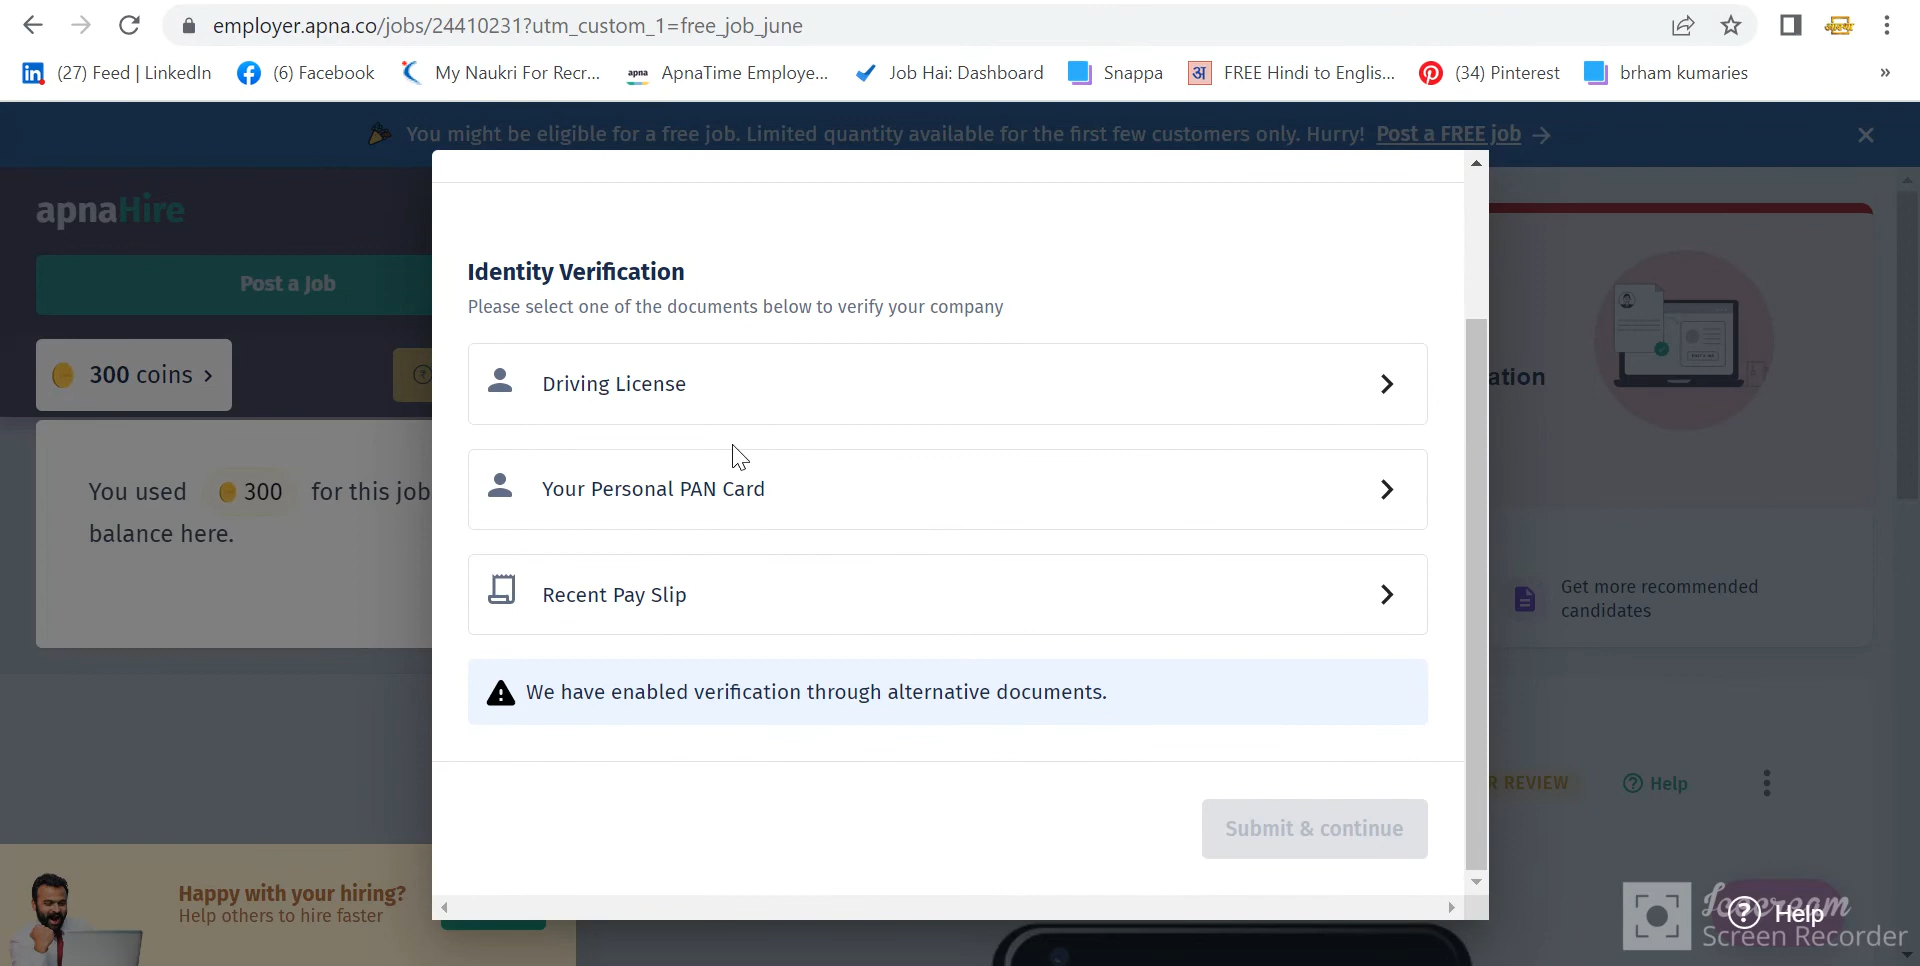 employer.apna.co/jobs/24410231?utm_custom_1=free_job_june
(27) Feed | LinkedIn
(6) Facebook
My Naukri For Recr...
apna
ApnaTime Employe...
Job Hai: Dashboard
Snappa
अ
FREE Hindi to Englis...
(34) Pinterest
brham kumaries
»
You might be eligible for a free job. Limited quantity available for the first few customers only. Hurry! Post a FREE job →
apnaHire
Post a Job
300 coins >
You used 300 for this job
balance here.
Identity Verification
Please select one of the documents below to verify your company
Driving License
Your Personal PAN Card
Recent Pay Slip
We have enabled verification through alternative documents.
Submit & continue
ation
Get more recommended
candidates
R REVIEW
Help
Happy with your hiring?
Help others to hire faster
Help
Screen Recorder